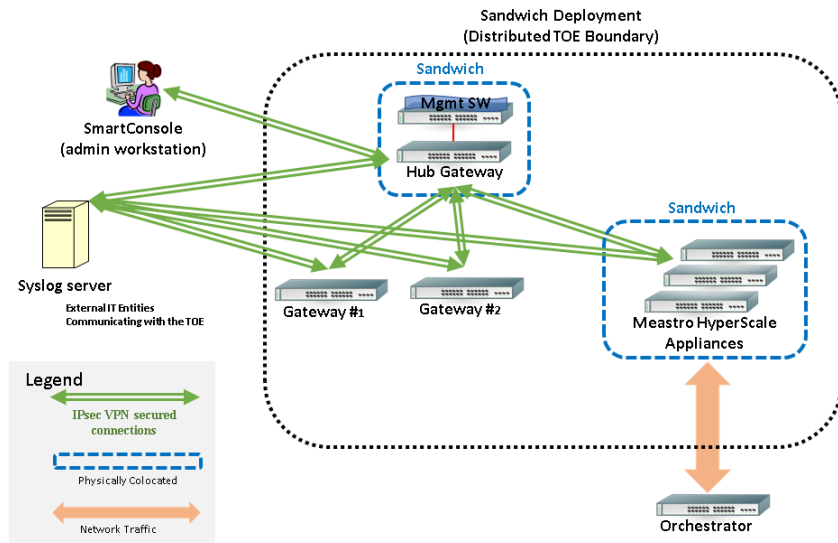 Sandwich Deployment
(Distributed TOE Boundary)
Sandwich
Mgmt SW
SmartConsole
(admin workstation)
Hub Gateway
Sandwich
Syslog server
External IT Entities
Communicating with the TOE
Gateway #1
Gateway #2
Meastro HyperScale
Appliances
Legend
IPsec VPN secured
connections
Physically Colocated
Network Traffic
Orchestrator